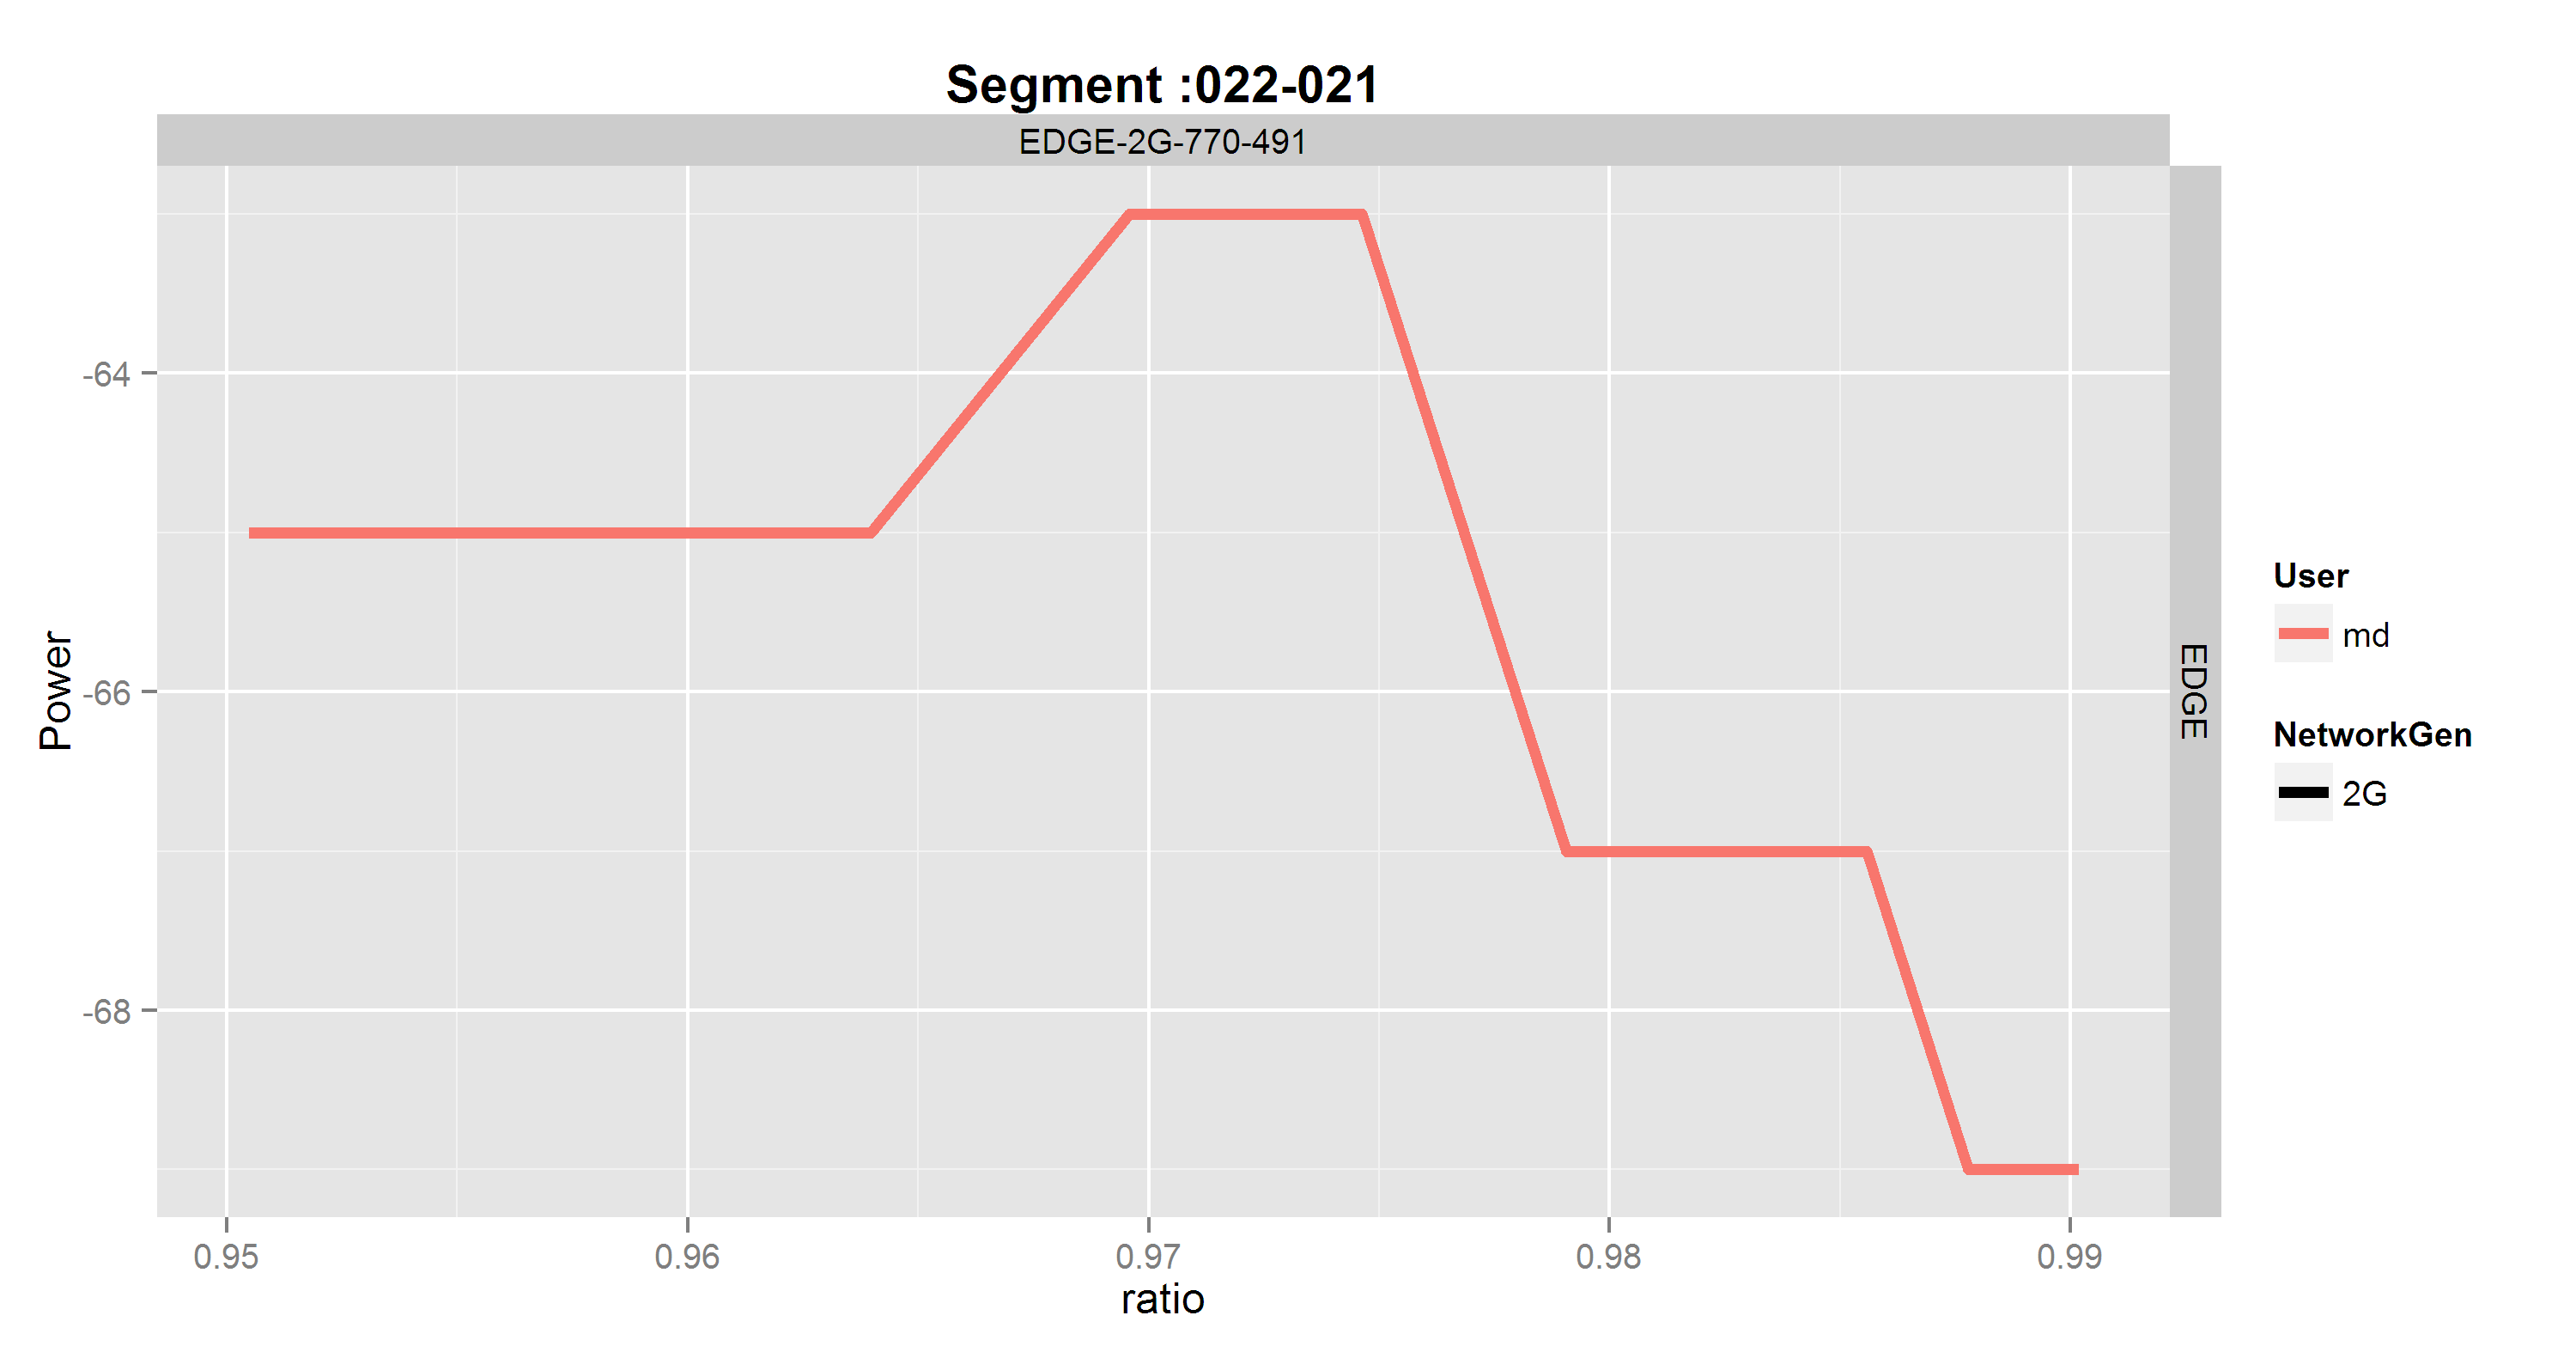 Segment :022-021
EDGE-2G-770-491
-64
-66
-68
Power
EDGE
0.95
0.96
0.97
0.98
0.99
ratio
User
md
NetworkGen
2G